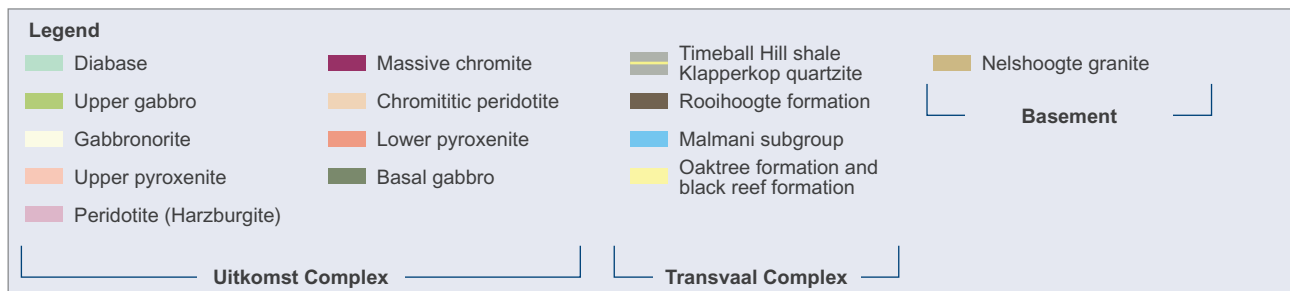 Legend
Diabase
Upper gabbro
Gabbronorite
Upper pyroxenite
Peridotite (Harzburgite)
Massive chromite
Chromititic peridotite
Lower pyroxenite
Basal gabbro
Uitkomst Complex
Timeball Hill shale
Klapperkop quartzite
Rooihoogte formation
Malmani subgroup
Oaktree formation and
black reef formation
Transvaal Complex
Nelshoogte granite
Basement